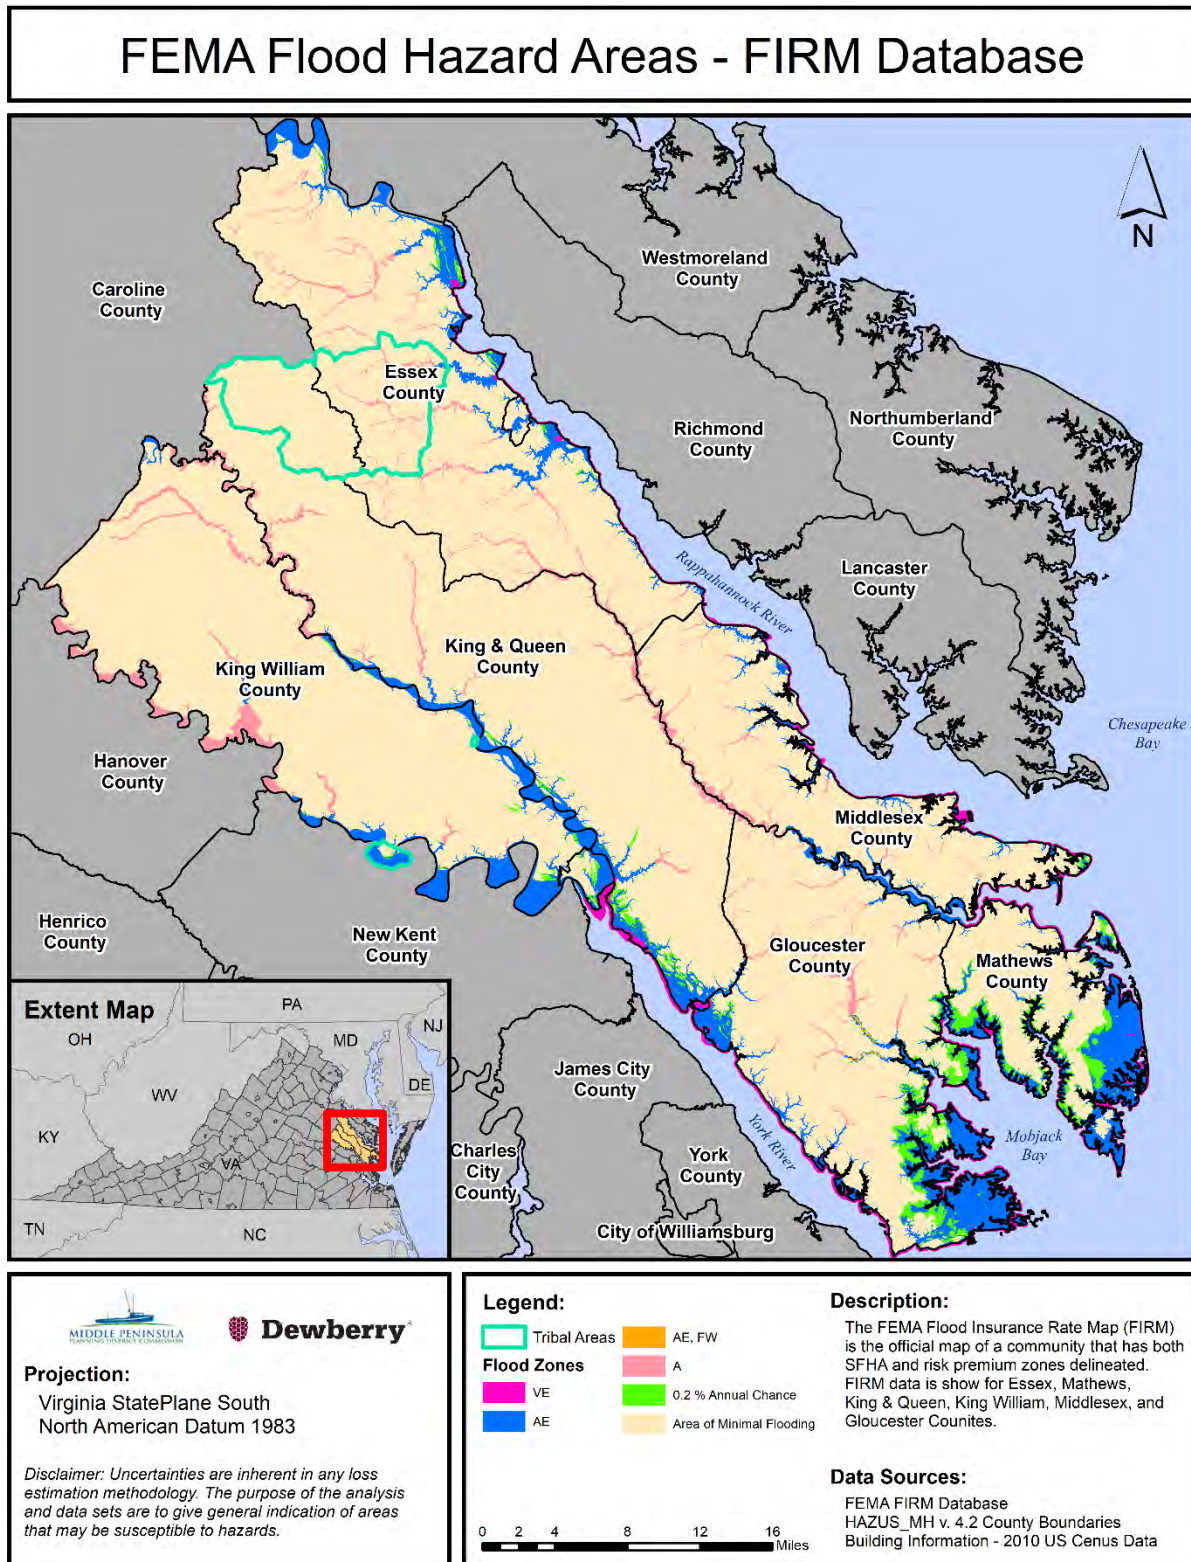 FEMA Flood Hazard Areas - FIRM Database
N
Westmoreland
County
Caroline
County
Essex
County
Richmond
County
Northumberland
County
Lancaster
County
Rappahannock River
King & Queen
County
King William
County
Chesapeake
Bay
Hanover
County
Middlesex
County
Henrico
County
New Kent
County
Gloucester
County
Mathews
County
Extent Map
PA
OH
MD
NJ
WV
DE
KY
VA
TN
NC
James City
County
York River
Mobjack
Bay
Charles
City
County
York
County
City of Williamsburg
MIDDLE PENINSULA
PLANNING DISTRICT COMMISSION
Dewberry
Projection:
Virginia StatePlane South
North American Datum 1983
Disclaimer: Uncertainties are inherent in any loss
estimation methodology. The purpose of the analysis
and data sets are to give general indication of areas
that may be susceptible to hazards.
Legend:
Tribal Areas
Flood Zones
VE
AE
AE, FW
A
0.2 % Annual Chance
Area of Minimal Flooding
0 2 4 8 12 16
Miles
Description:
The FEMA Flood Insurance Rate Map (FIRM)
is the official map of a community that has both
SFHA and risk premium zones delineated.
FIRM data is show for Essex, Mathews,
King & Queen, King William, Middlesex, and
Gloucester Counites.
Data Sources:
FEMA FIRM Database
HAZUS_MH v. 4.2 County Boundaries
Building Information - 2010 US Cenus Data